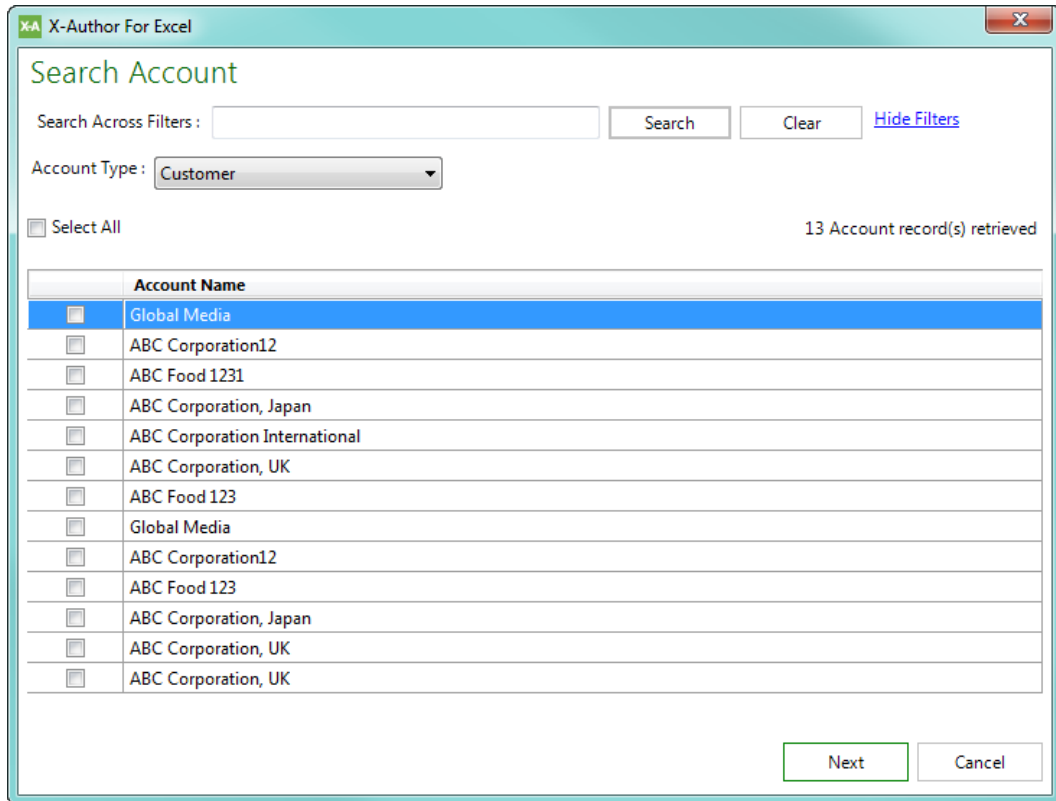 X-A X-Author For Excel
X
Search Account
Search Across Filters : Search Clear Hide Filters
Account Type : Customer
Select All 13 Account record(s) retrieved
Account Name
Global Media
ABC Corporation12
ABC Food 1231
ABC Corporation, Japan
ABC Corporation International
ABC Corporation, UK
ABC Food 123
Global Media
ABC Corporation12
ABC Food 123
ABC Corporation, Japan
ABC Corporation, UK
ABC Corporation, UK
Next Cancel